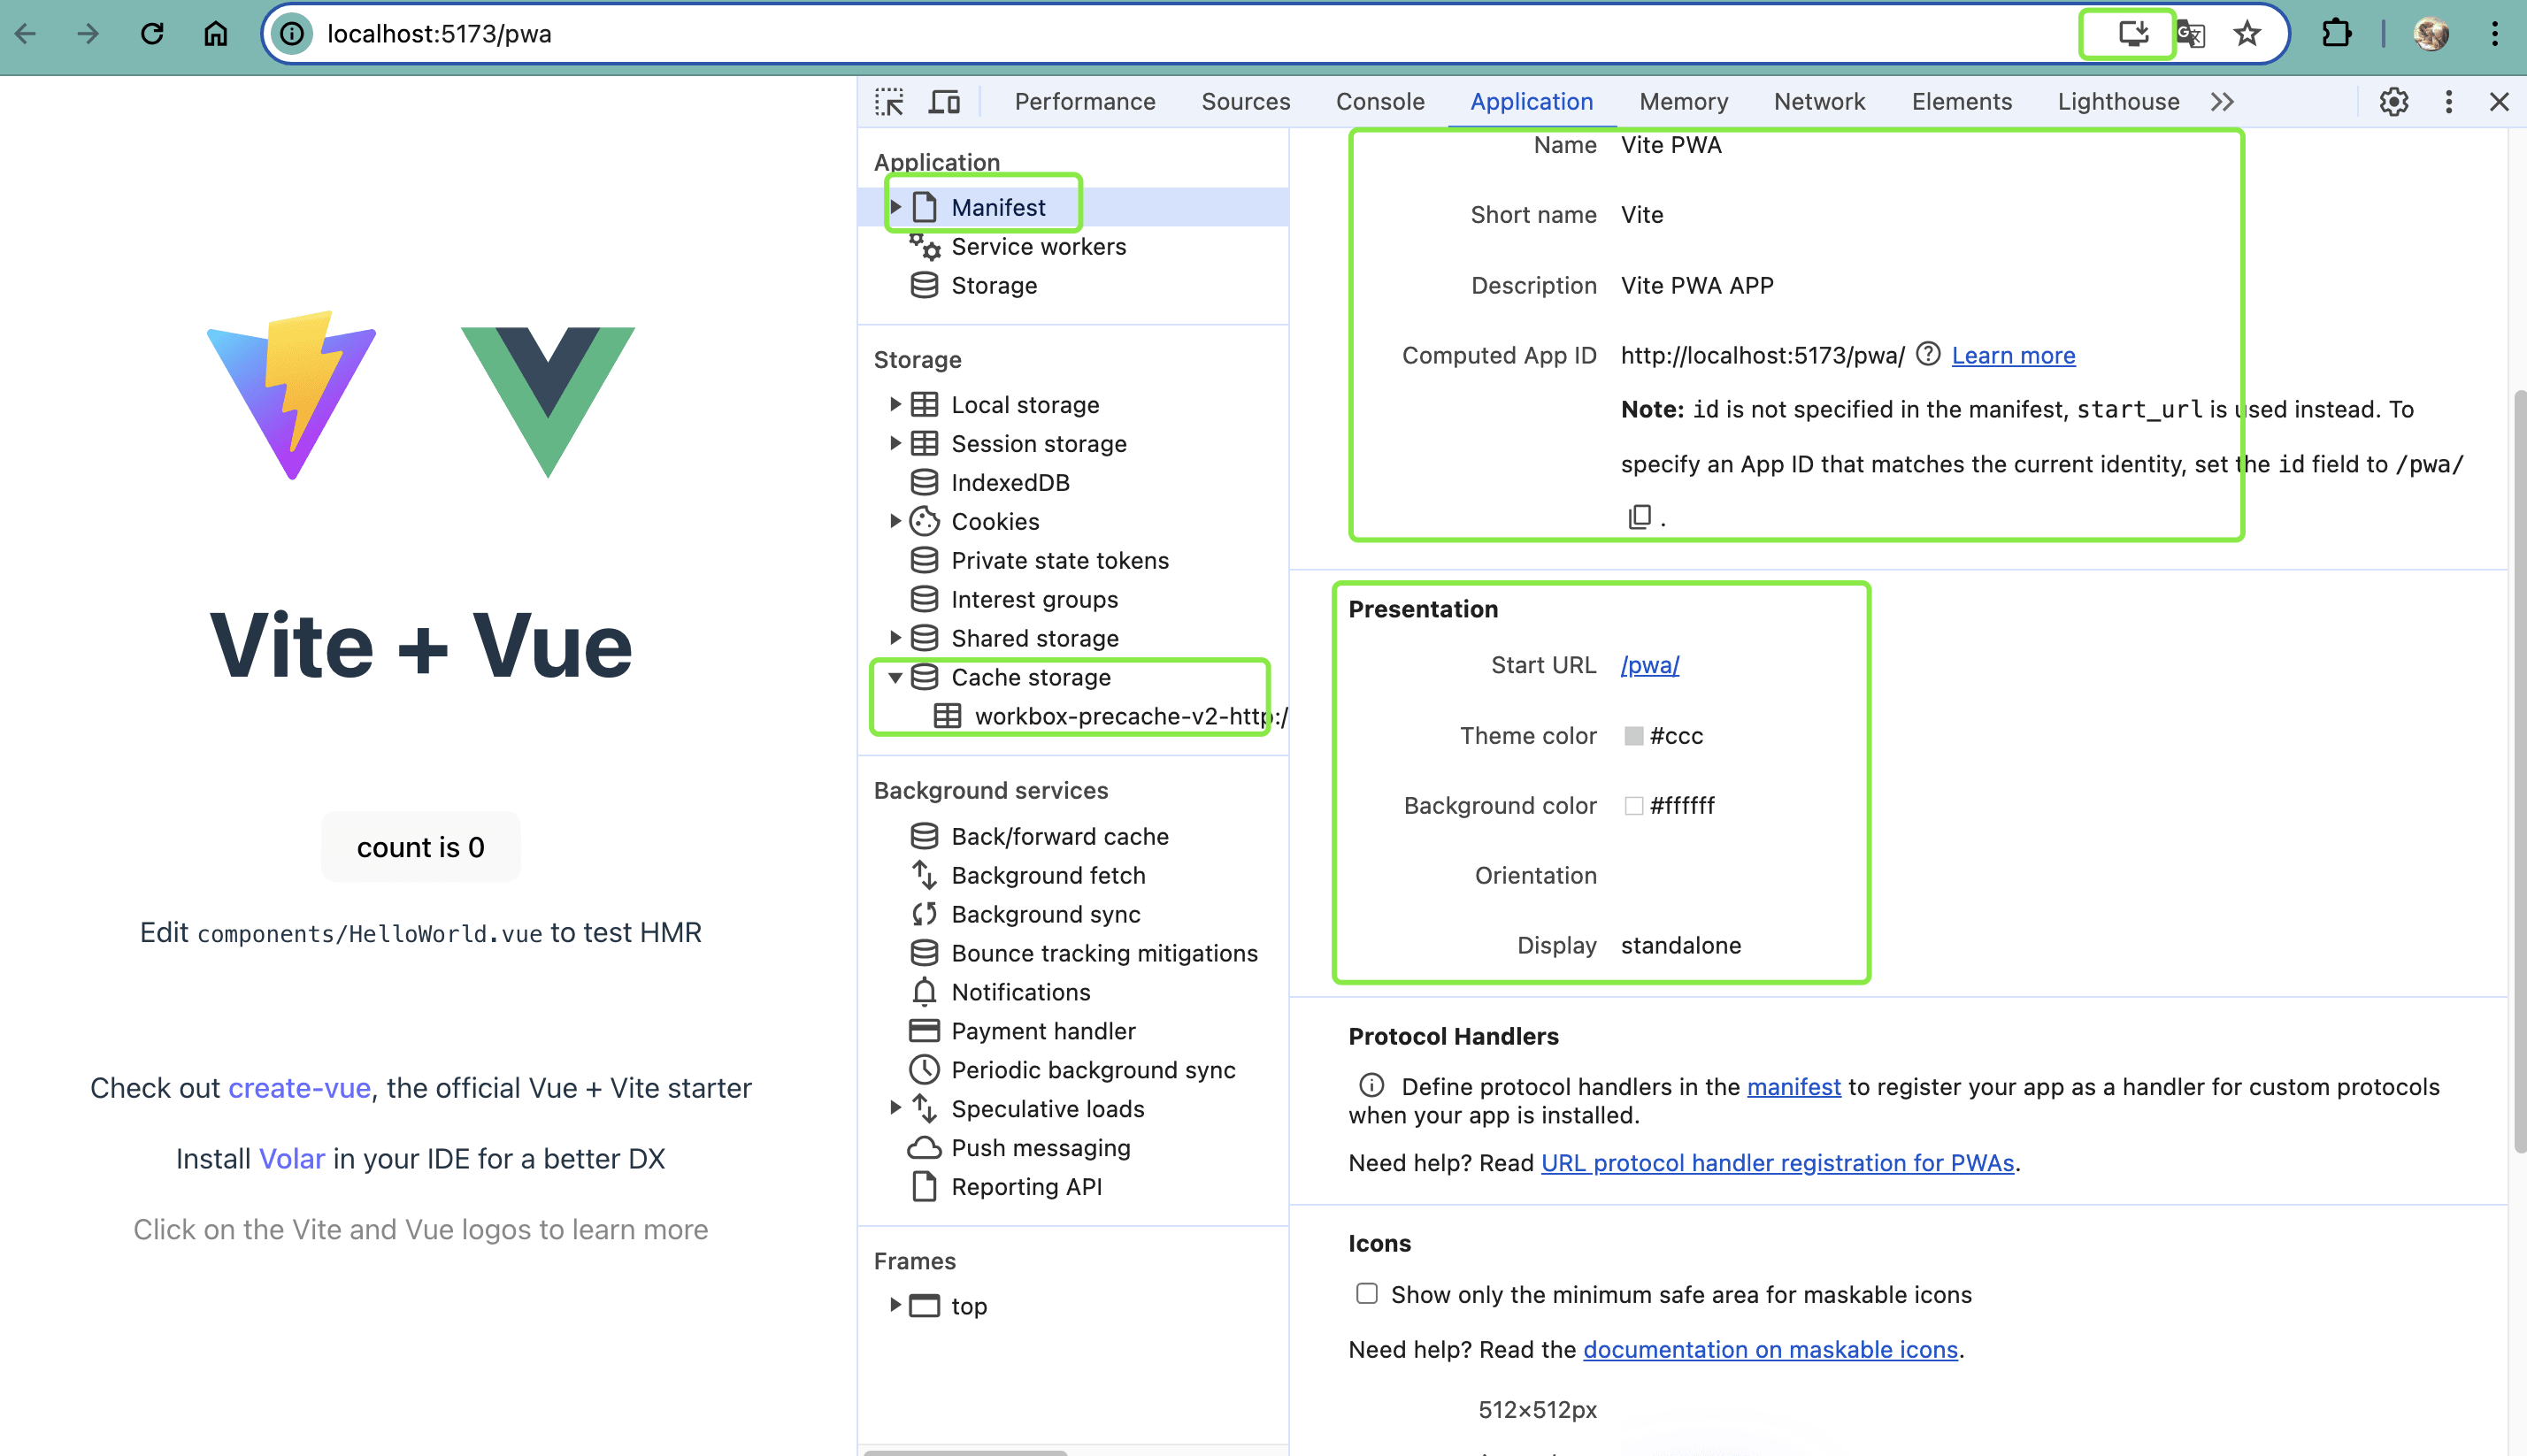 localhost:5173/pwa
Performance Sources Console Application Memory Network Elements Lighthouse
Vite + Vue
count is 0
Edit components/HelloWorld.vue to test HMR
Check out create-vue, the official Vue + Vite starter
Install Volar in your IDE for a better DX
Click on the Vite and Vue logos to learn more
Application
Manifest
Service workers
Storage
Storage
Local storage
Session storage
IndexedDB
Cookies
Private state tokens
Interest groups
Shared storage
Cache storage
workbox-precache-v2-http:/
Background services
Back/forward cache
Background fetch
Background sync
Bounce tracking mitigations
Notifications
Payment handler
Periodic background sync
Speculative loads
Push messaging
Reporting API
Frames
top
Name Vite PWA
Short name Vite
Description Vite PWA APP
Computed App ID http://localhost:5173/pwa/ Learn more
Note: id is not specified in the manifest, start_url is used instead. To
specify an App ID that matches the current identity, set the id field to /pwa/
.
Presentation
Start URL /pwa/
Theme color #ccc
Background color #ffffff
Orientation
Display standalone
Protocol Handlers
Define protocol handlers in the manifest to register your app as a handler for custom protocols
when your app is installed.
Need help? Read URL protocol handler registration for PWAs.
Icons
Show only the minimum safe area for maskable icons
Need help? Read the documentation on maskable icons.
512×512px